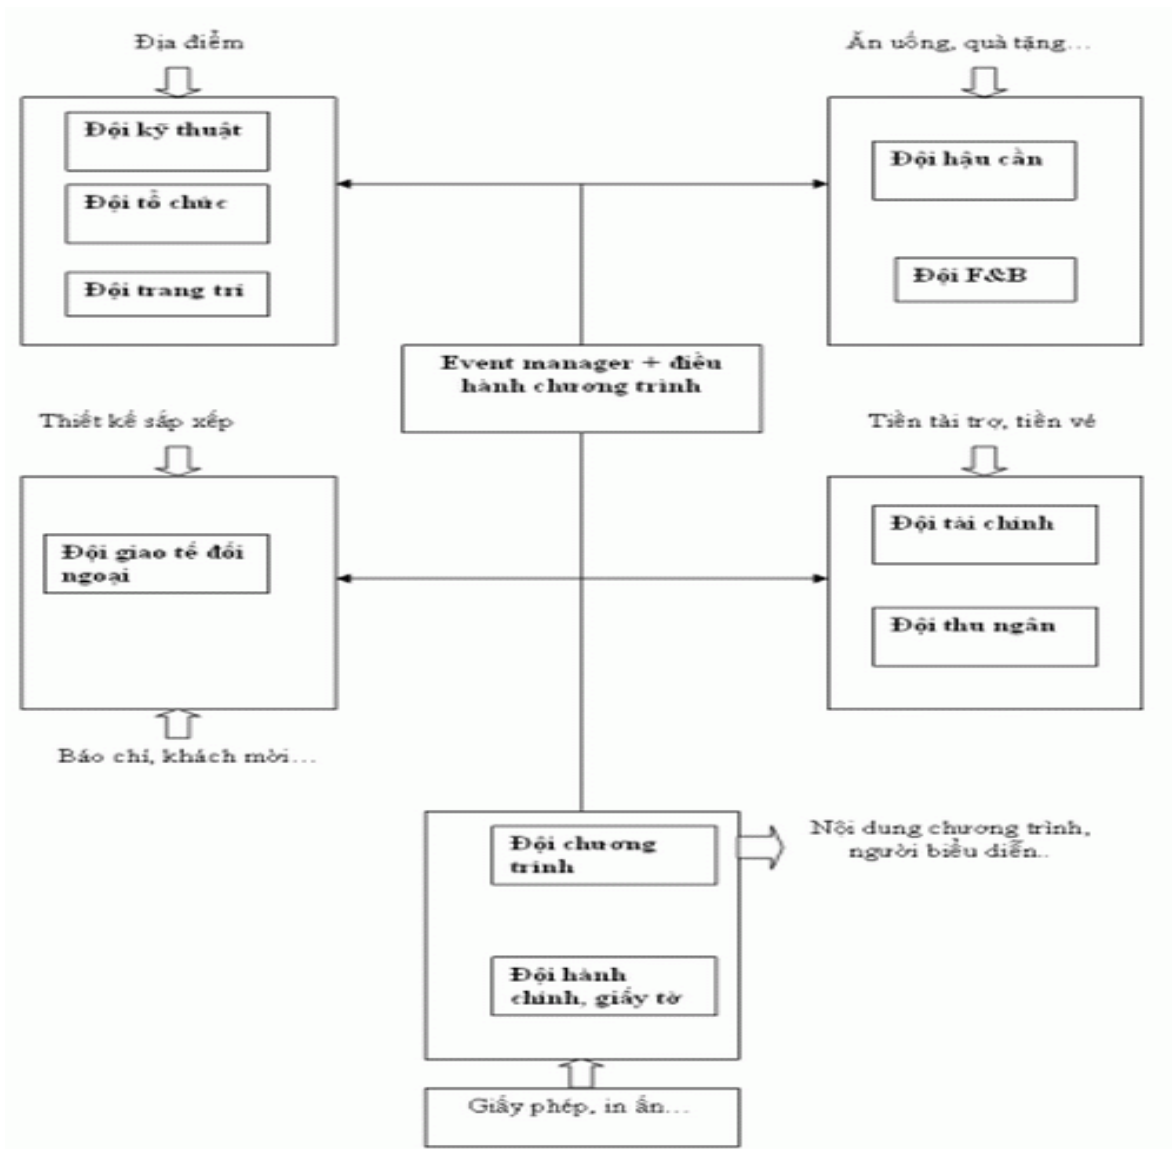 Địa điểm
Ăn uống, quà tặng...
Đội kỹ thuật
Đội tổ chức
Đội trang trí
Đội hậu cần
Đội F&B
Event manager + điều
hành chương trình
Thiết kế sắp xếp
Tiền tài trợ, tiền vé
Đội giao tế đối
ngoại
Đội tài chính
Đội thu ngân
Báo chí, khách mời...
Đội chương
trình
Nội dung chương trình,
người biểu diễn..
Đội hành
chính, giấy tờ
Giấy phép, in ấn...